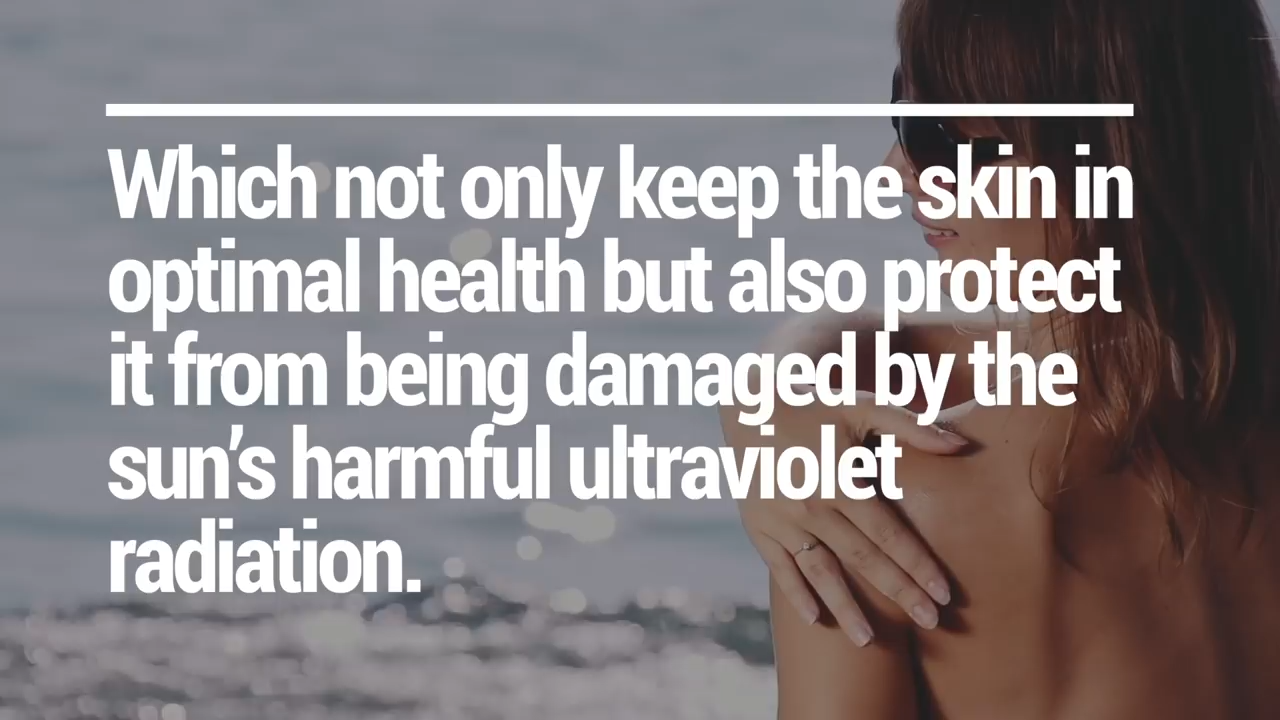 Which not only keep the skin in
optimal health but also protect
it from being damaged by the
sun’s harmful ultraviolet
radiation.